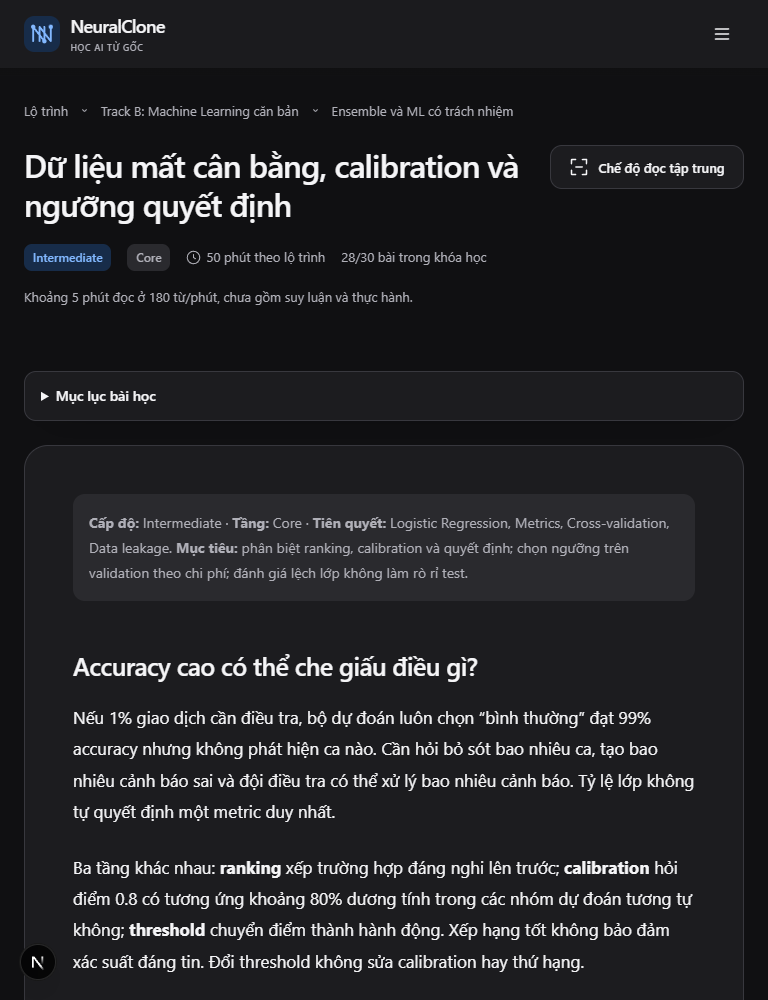 NeuralClone
HỌC AI TỪ GỐC
Lộ trình
Track B: Machine Learning căn bản
Ensemble và ML có trách nhiệm
Dữ liệu mất cân bằng, calibration và
ngưỡng quyết định
Chế độ đọc tập trung
Intermediate
Core
50 phút theo lộ trình
28/30 bài trong khóa học
Khoảng 5 phút đọc ở 180 từ/phút, chưa gồm suy luận và thực hành.
Mục lục bài học
Cấp độ: Intermediate · Tầng: Core · Tiên quyết: Logistic Regression, Metrics, Cross-validation,
Data leakage. Mục tiêu: phân biệt ranking, calibration và quyết định; chọn ngưỡng trên
validation theo chi phí; đánh giá lệch lớp không làm rò rỉ test.
Accuracy cao có thể che giấu điều gì?
Nếu 1% giao dịch cần điều tra, bộ dự đoán luôn chọn “bình thường” đạt 99%
accuracy nhưng không phát hiện ca nào. Cần hỏi bỏ sót bao nhiêu ca, tạo bao
nhiêu cảnh báo sai và đội điều tra có thể xử lý bao nhiêu cảnh báo. Tỷ lệ lớp không
tự quyết định một metric duy nhất.
Ba tầng khác nhau: ranking xếp trường hợp đáng nghi lên trước; calibration hỏi
điểm 0.8 có tương ứng khoảng 80% dương tính trong các nhóm dự đoán tương tự
không; threshold chuyển điểm thành hành động. Xếp hạng tốt không bảo đảm
xác suất đáng tin. Đổi threshold không sửa calibration hay thứ hạng.